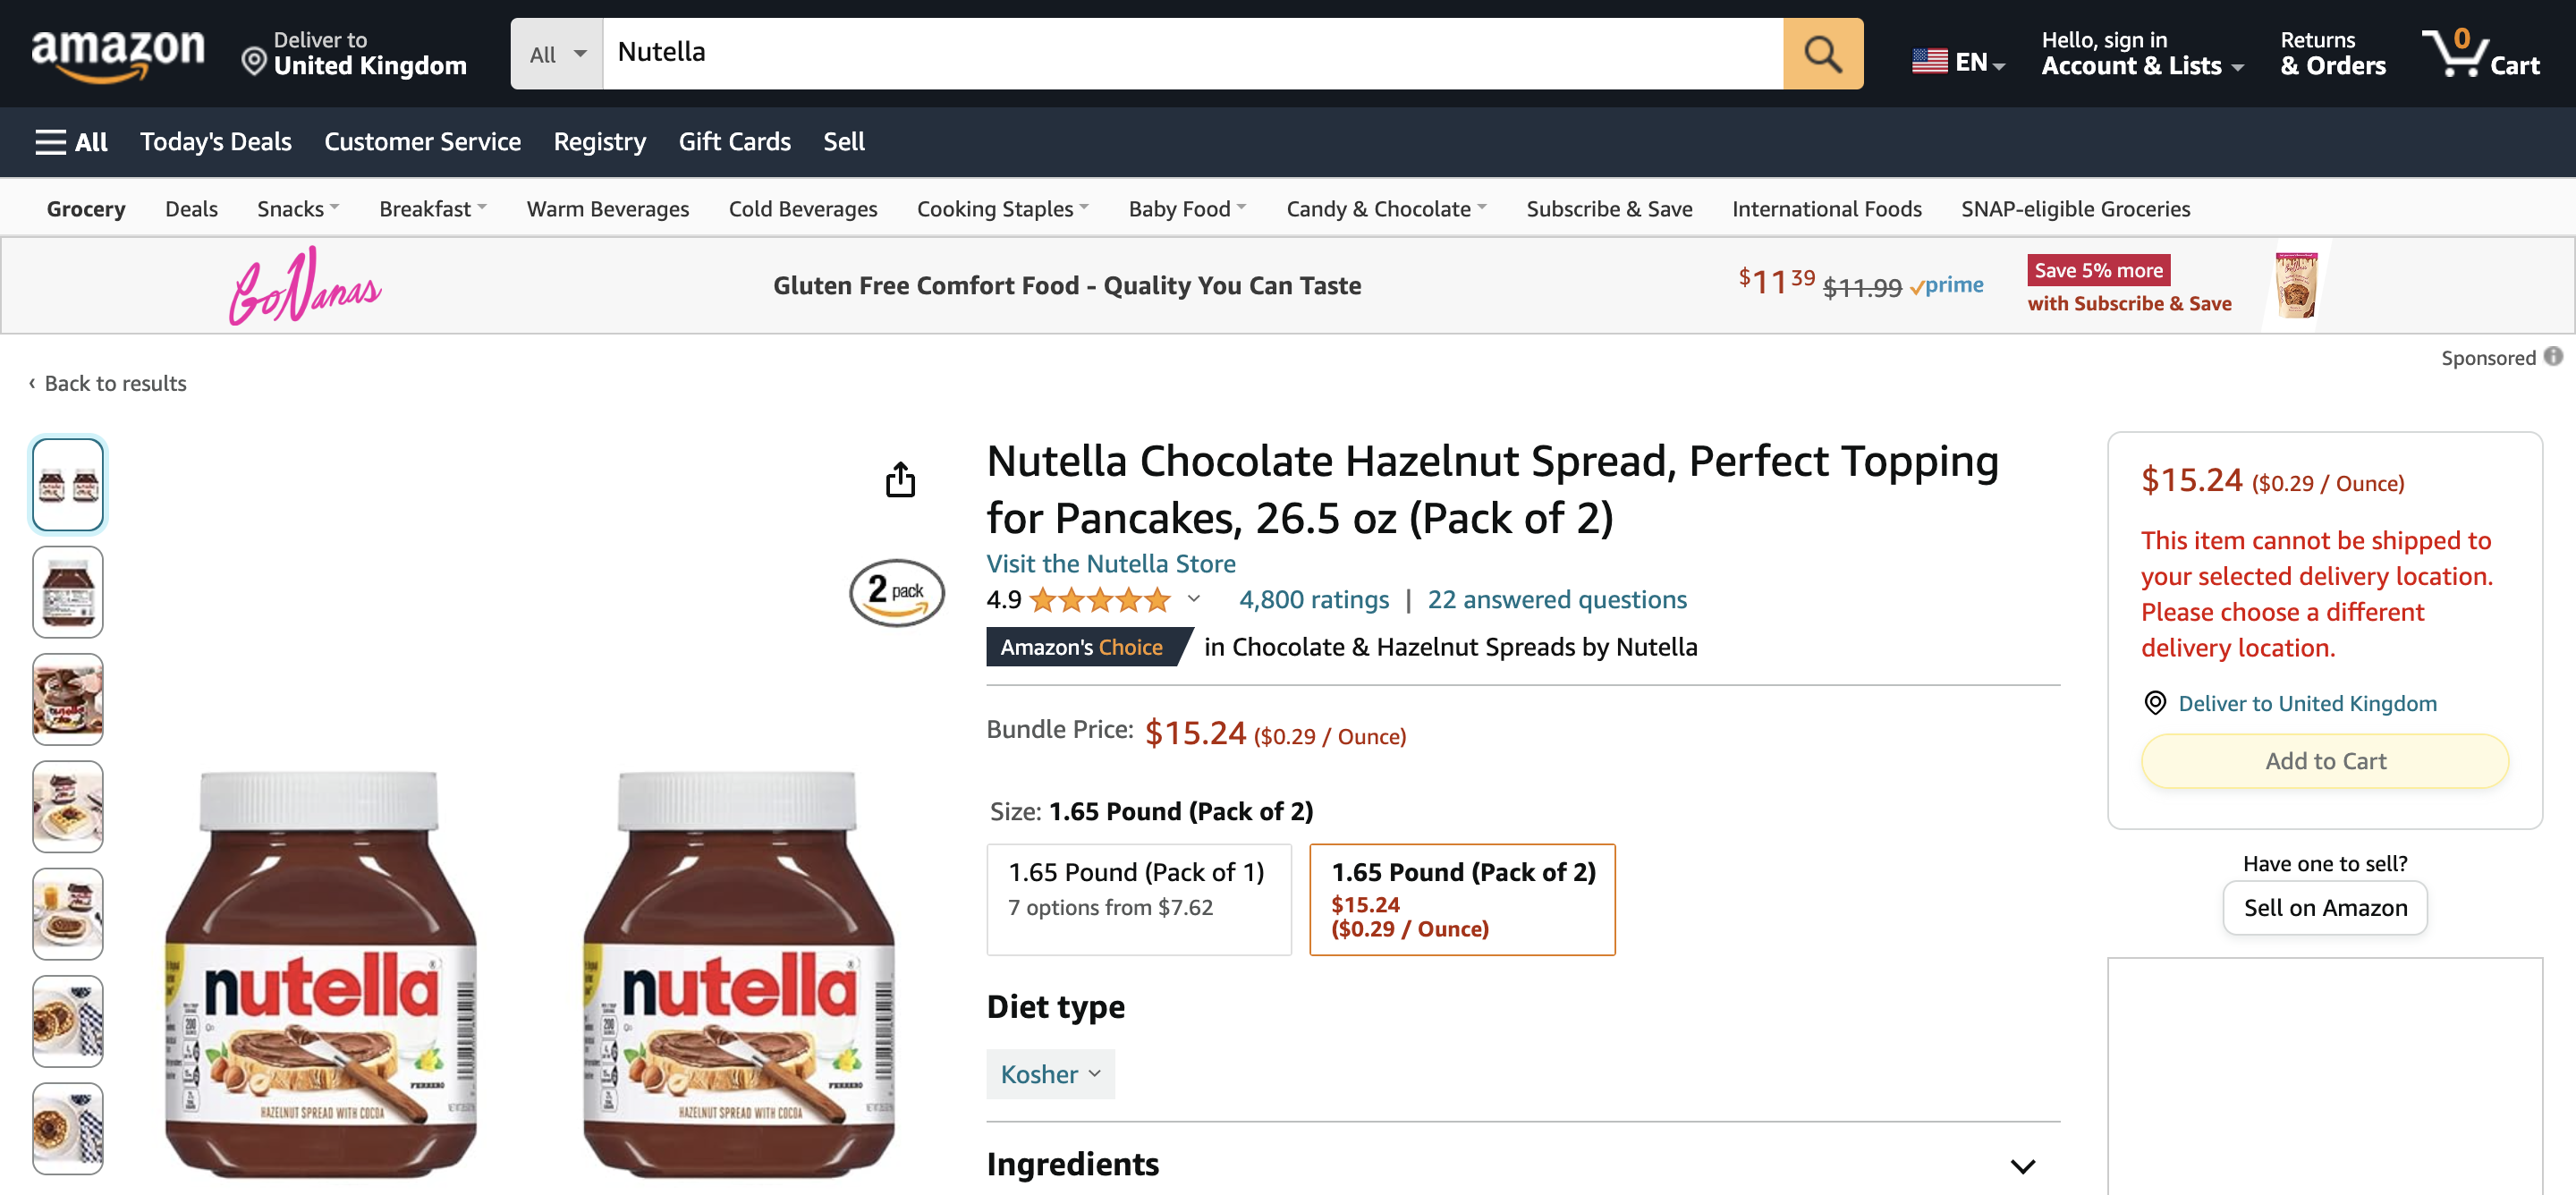 amazon
Deliver to
United Kingdom
All
Nutella
EN
Hello, sign in
Account & Lists
Returns
& Orders
0
Cart
All
Today's Deals
Customer Service
Registry
Gift Cards
Sell
Grocery
Deals
Snacks
Breakfast
Warm Beverages
Cold Beverages
Cooking Staples
Baby Food
Candy & Chocolate
Subscribe & Save
International Foods
SNAP-eligible Groceries
GoNanas
Gluten Free Comfort Food - Quality You Can Taste
$11 39 $11.99 prime
Save 5% more
with Subscribe & Save
Sponsored
‹ Back to results
2 pack
nutella
FERRERO
HAZELNUT SPREAD WITH COCOA
nutella
FERRERO
HAZELNUT SPREAD WITH COCOA
Nutella Chocolate Hazelnut Spread, Perfect Topping
for Pancakes, 26.5 oz (Pack of 2)
Visit the Nutella Store
4.9
4,800 ratings | 22 answered questions
Amazon's Choice in Chocolate & Hazelnut Spreads by Nutella
Bundle Price: $15.24 ($0.29 / Ounce)
Size: 1.65 Pound (Pack of 2)
1.65 Pound (Pack of 1)
7 options from $7.62
1.65 Pound (Pack of 2)
$15.24
($0.29 / Ounce)
Diet type
Kosher
Ingredients
$15.24 ($0.29 / Ounce)
This item cannot be shipped to
your selected delivery location.
Please choose a different
delivery location.
Deliver to United Kingdom
Add to Cart
Have one to sell?
Sell on Amazon